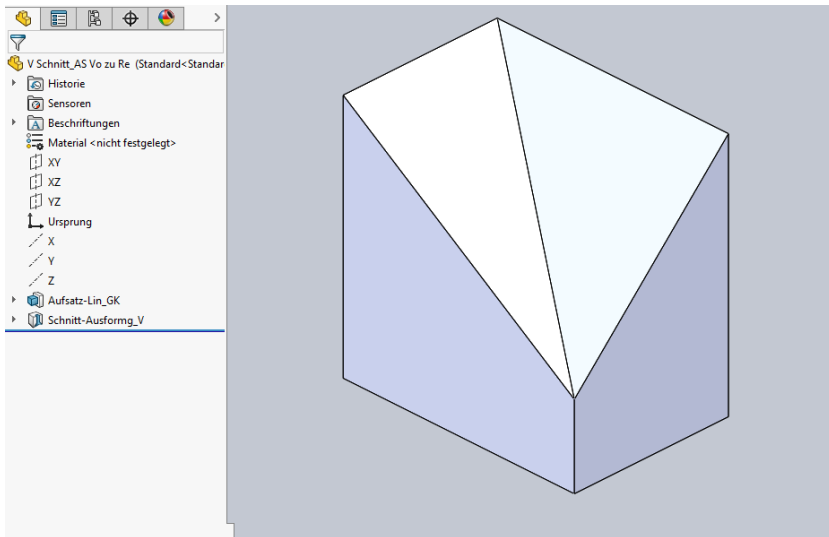 V Schnitt_AS Vo zu Re (Standard<Standar
Historie
Sensoren
Beschriftungen
Material <nicht festgelegt>
XY
XZ
YZ
Ursprung
X
Y
Z
Aufsatz-Lin_GK
Schnitt-Ausformg_V